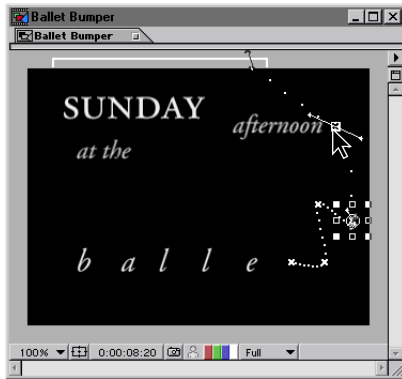 Ballet Bumper
Ballet Bumper
SUNDAY
afternoon
at the
b a l l e
100% 0:00:08:20 Full